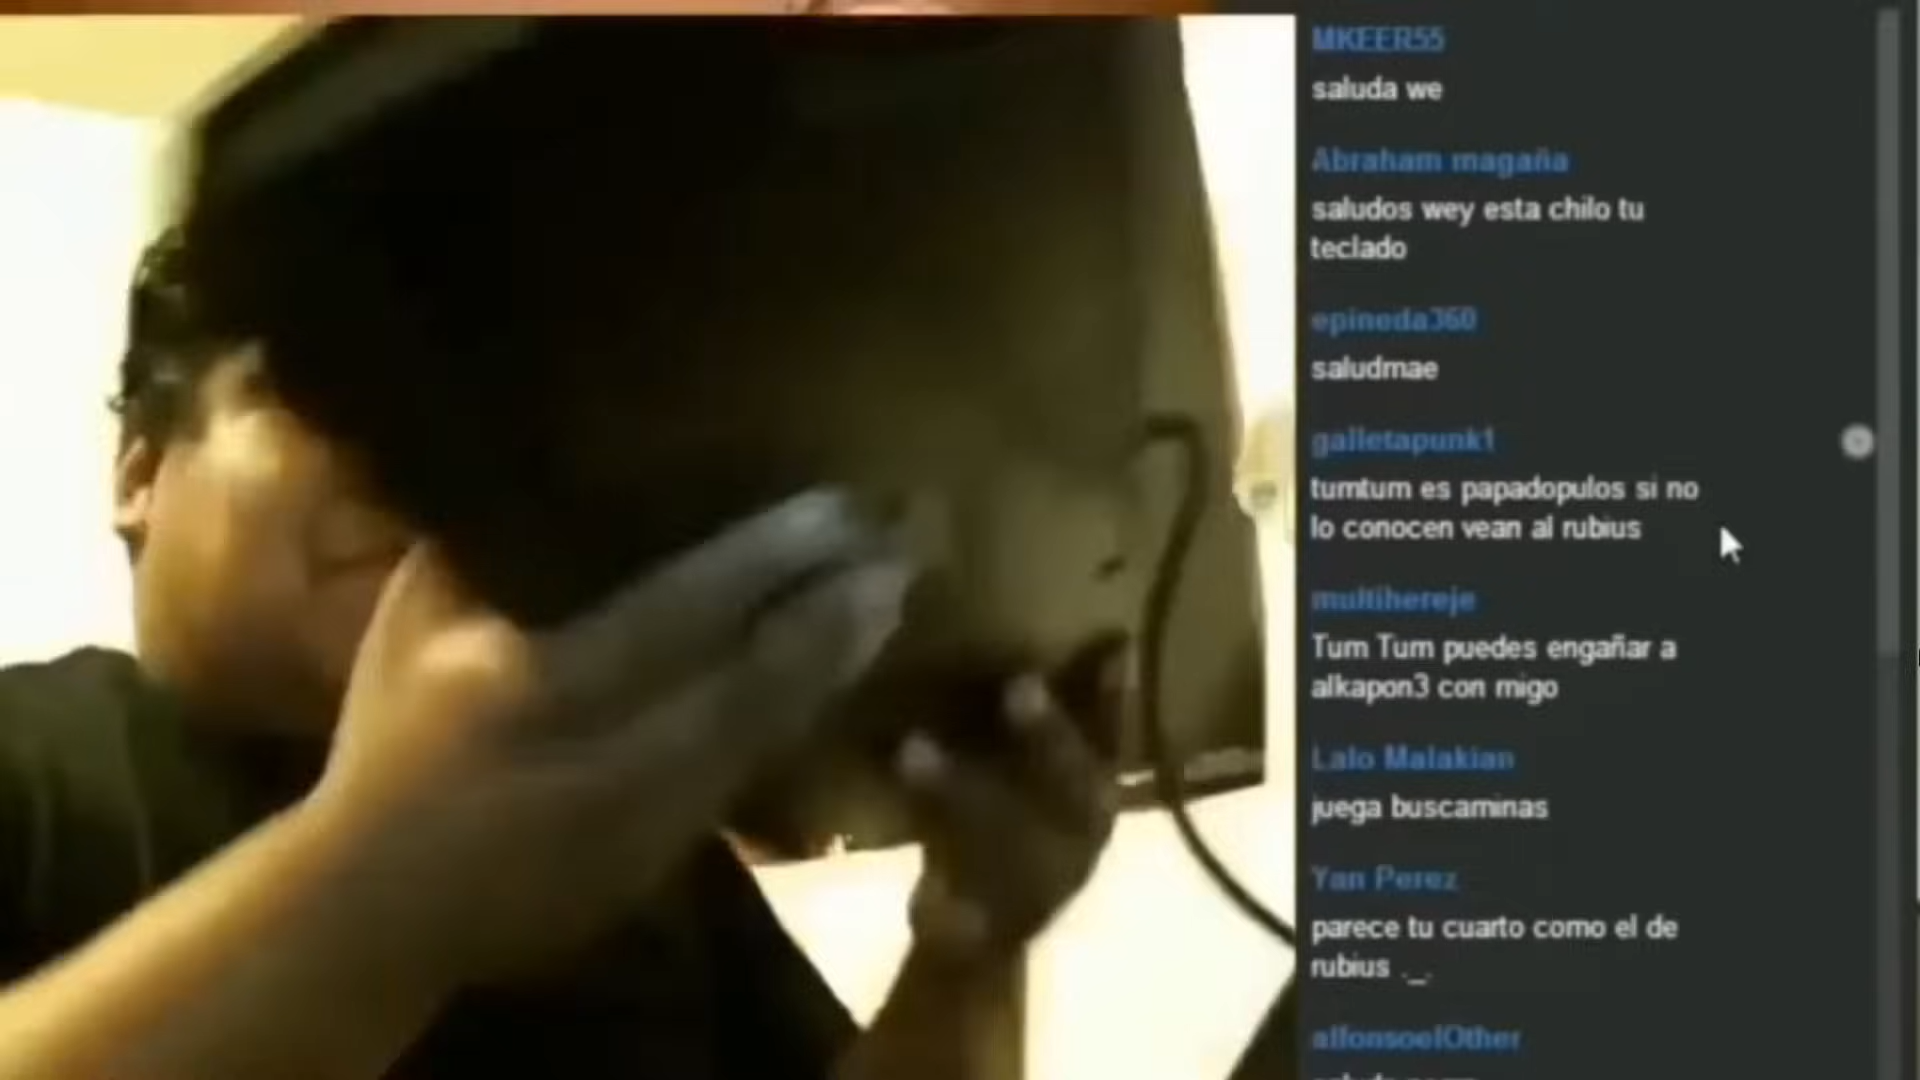 MKEER55
saluda we
Abraham magaña
saludos wey esta chilo tu
teclado
epineda360
saludmae
galletapunk1
tumtum es papadopulos si no
lo conocen vean al rubius
multihereje
Tum Tum puedes engañar a
alkapon3 con migo
Lalo Malakian
juega buscaminas
Yan Perez
parece tu cuarto como el de
rubius ._.
alfonsoelOther